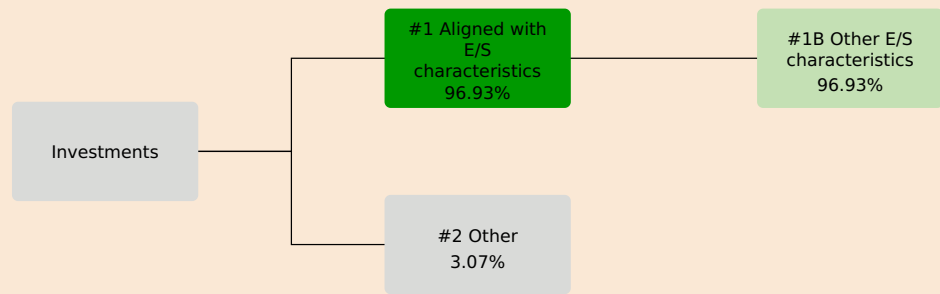 Investments
#1 Aligned with
E/S
characteristics
96.93%
#1B Other E/S
characteristics
96.93%
#2 Other
3.07%